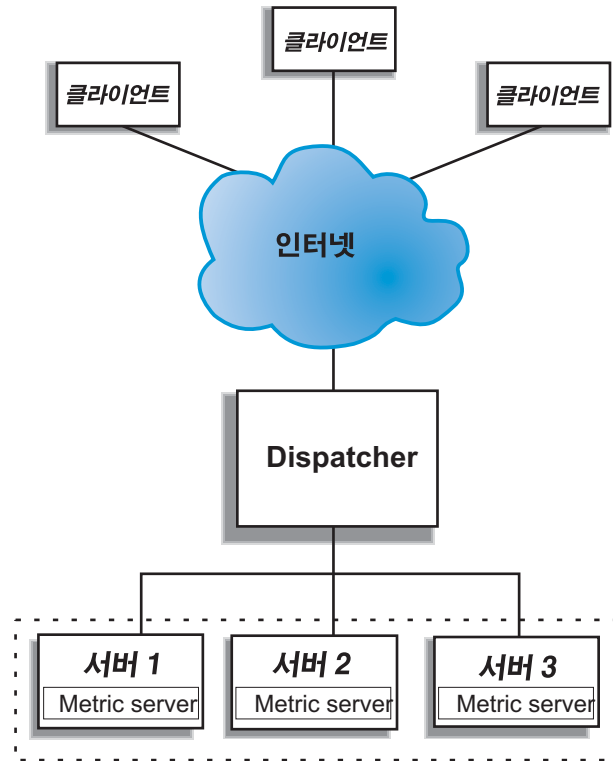 클라이언트
클라이언트
클라이언트
인터넷
Dispatcher
서버 1
Metric server
서버 2
Metric server
서버 3
Metric server